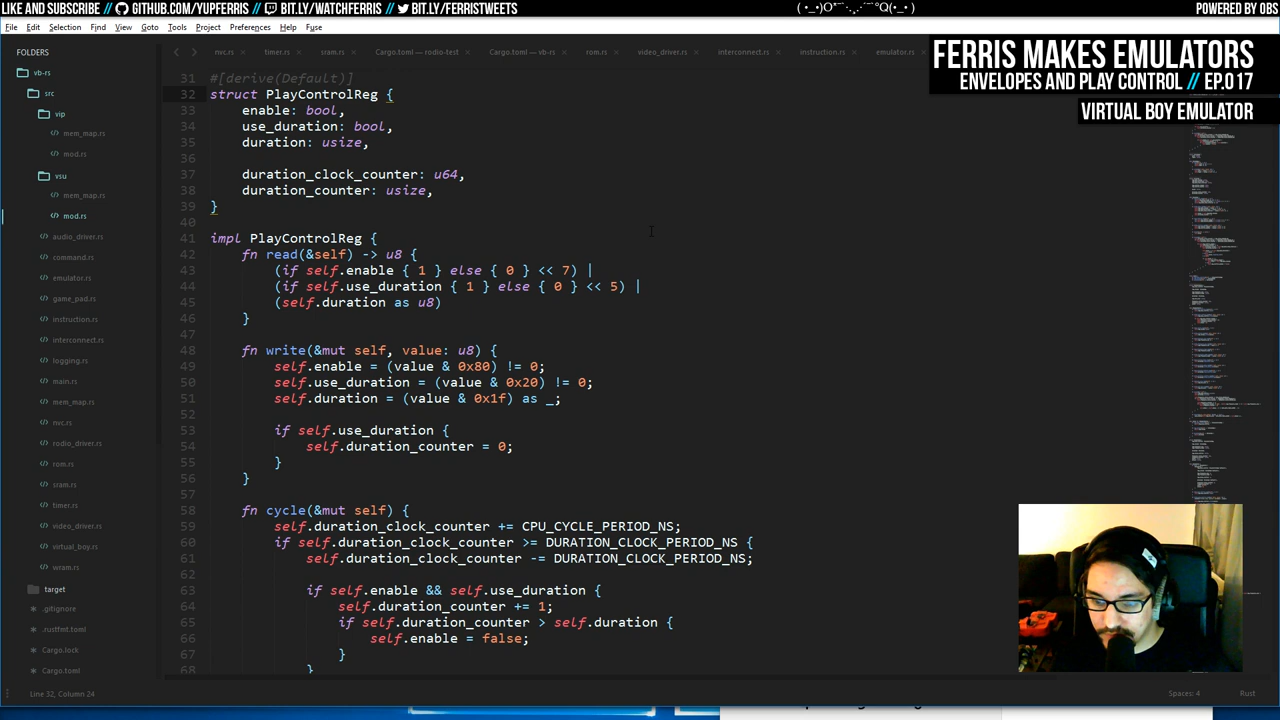 LIKE AND SUBSCRIBE // GITHUB.COM/YUPFERRIS // BIT.LY/WATCHFERRIS // BIT.LY/FERRISTWEETS
POWERED BY OBS
File Edit Selection Find View Goto Tools Project Preferences Help Fuse
FERRIS MAKES EMULATORS
ENVELOPES AND PLAY CONTROL // EP.017
VIRTUAL BOY EMULATOR
nvc.rs timer.rs sram.rs Cargo.toml — rodio-test Cargo.toml — vb-rs rom.rs video_driver.rs interconnect.rs instruction.rs emulator.rs
FOLDERS
vb-rs
src
vip
mem_map.rs
mod.rs
vsu
mem_map.rs
mod.rs
audio_driver.rs
command.rs
emulator.rs
game_pad.rs
instruction.rs
interconnect.rs
logging.rs
main.rs
mem_map.rs
nvc.rs
rodio_driver.rs
rom.rs
sram.rs
timer.rs
video_driver.rs
virtual_boy.rs
wram.rs
target
.gitignore
.rustfmt.toml
Cargo.lock
Cargo.toml
31 #[derive(Default)]
32 struct PlayControlReg {
33 enable: bool,
34 use_duration: bool,
35 duration: usize,
36
37 duration_clock_counter: u64,
38 duration_counter: usize,
39 }
40
41 impl PlayControlReg {
42 fn read(&self) -> u8 {
43 (if self.enable { 1 } else { 0 } << 7) |
44 (if self.use_duration { 1 } else { 0 } << 5) |
45 (self.duration as u8)
46 }
47
48 fn write(&mut self, value: u8) {
49 self.enable = (value & 0x80) != 0;
50 self.use_duration = (value & 0x20) != 0;
51 self.duration = (value & 0x1f) as _;
52
53 if self.use_duration {
54 self.duration_counter = 0;
55 }
56 }
57
58 fn cycle(&mut self) {
59 self.duration_clock_counter += CPU_CYCLE_PERIOD_NS;
60 if self.duration_clock_counter >= DURATION_CLOCK_PERIOD_NS {
61 self.duration_clock_counter -= DURATION_CLOCK_PERIOD_NS;
62
63 if self.enable && self.use_duration {
64 self.duration_counter += 1;
65 if self.duration_counter > self.duration {
66 self.enable = false;
67 }
68 }
Line 32, Column 24
Spaces: 4
Rust